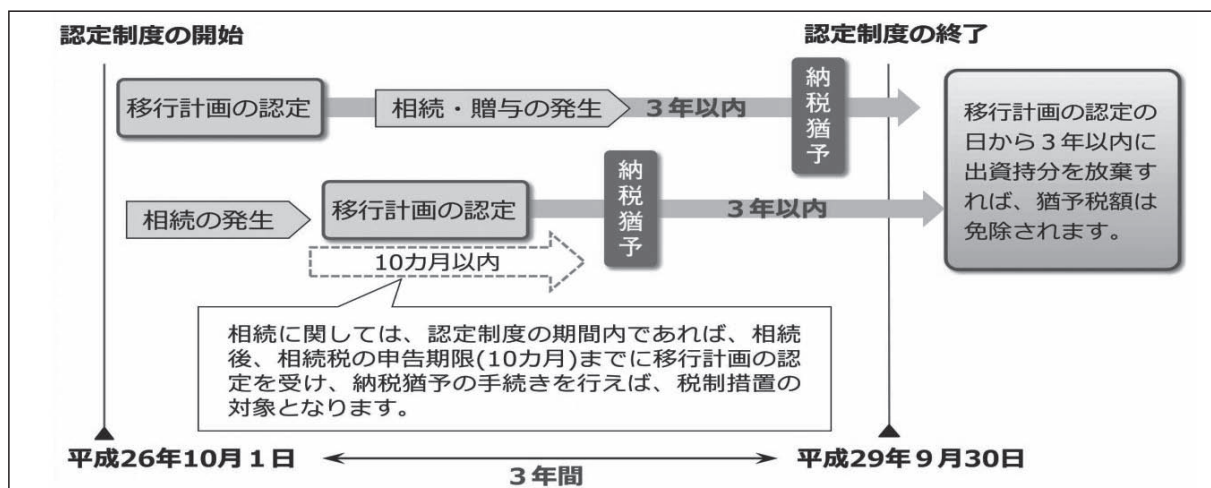 認定制度の開始
認定制度の終了
移行計画の認定
相続・贈与の発生
3年以内
納税猶予
移行計画の認定の
日から3年以内に
出資持分を放棄す
れば、猶予税額は
免除されます。
相続の発生
移行計画の認定
納税猶予
3年以内
10カ月以内
相続に関しては、認定制度の期間内であれば、相続
後、相続税の申告期限(10カ月)までに移行計画の認
定を受け、納税猶予の手続きを行えば、税制措置の
対象となります。
平成26年10月1日
3年間
平成29年9月30日